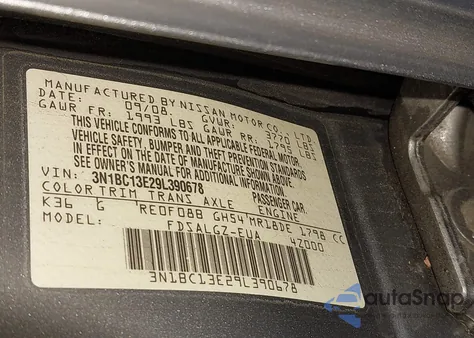 MANUFACTURED BY NISSAN MOTOR CO., LTD.
DATE: 09/08 GVWR: 3770 LBS
GAWR FR: 1993 LBS GAWR RR: 1795 LBS
THIS VEHICLE CONFORMS TO ALL APPLICABLE FEDERAL MOTOR
VEHICLE SAFETY, BUMPER AND THEFT PREVENTION STANDARDS
IN EFFECT ON THE DATE OF MANUFACTURE SHOWN ABOVE.
SEE OWNER'S MANUAL FOR ADDITIONAL INFORMATION.
VIN: 3N1BC13E29L390678 PASSENGER CAR.
COLOR TRIM TRANS AXLE ENGINE
K36 G RE0F08B GH54 MR18DE 1798 CC
MODEL: FDSALGZ-EUA 42000
3N1BC13E29L390678
autoSnap